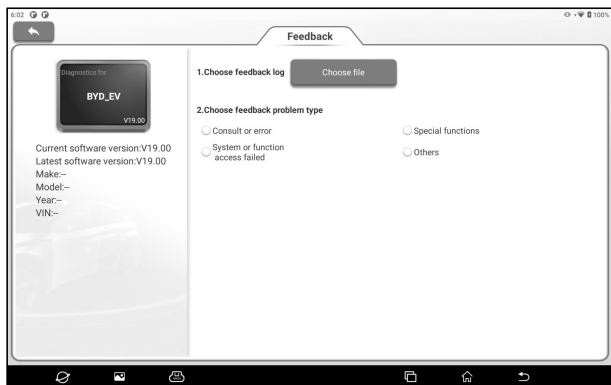 6:02
100%
Feedback
Diagnostics for
BYD_EV
V19.00
Current software version:V19.00
Latest software version:V19.00
Make:--
Model:--
Year:--
VIN:--
1.Choose feedback log
Choose file
2.Choose feedback problem type
Consult or error
Special functions
System or function
access failed
Others